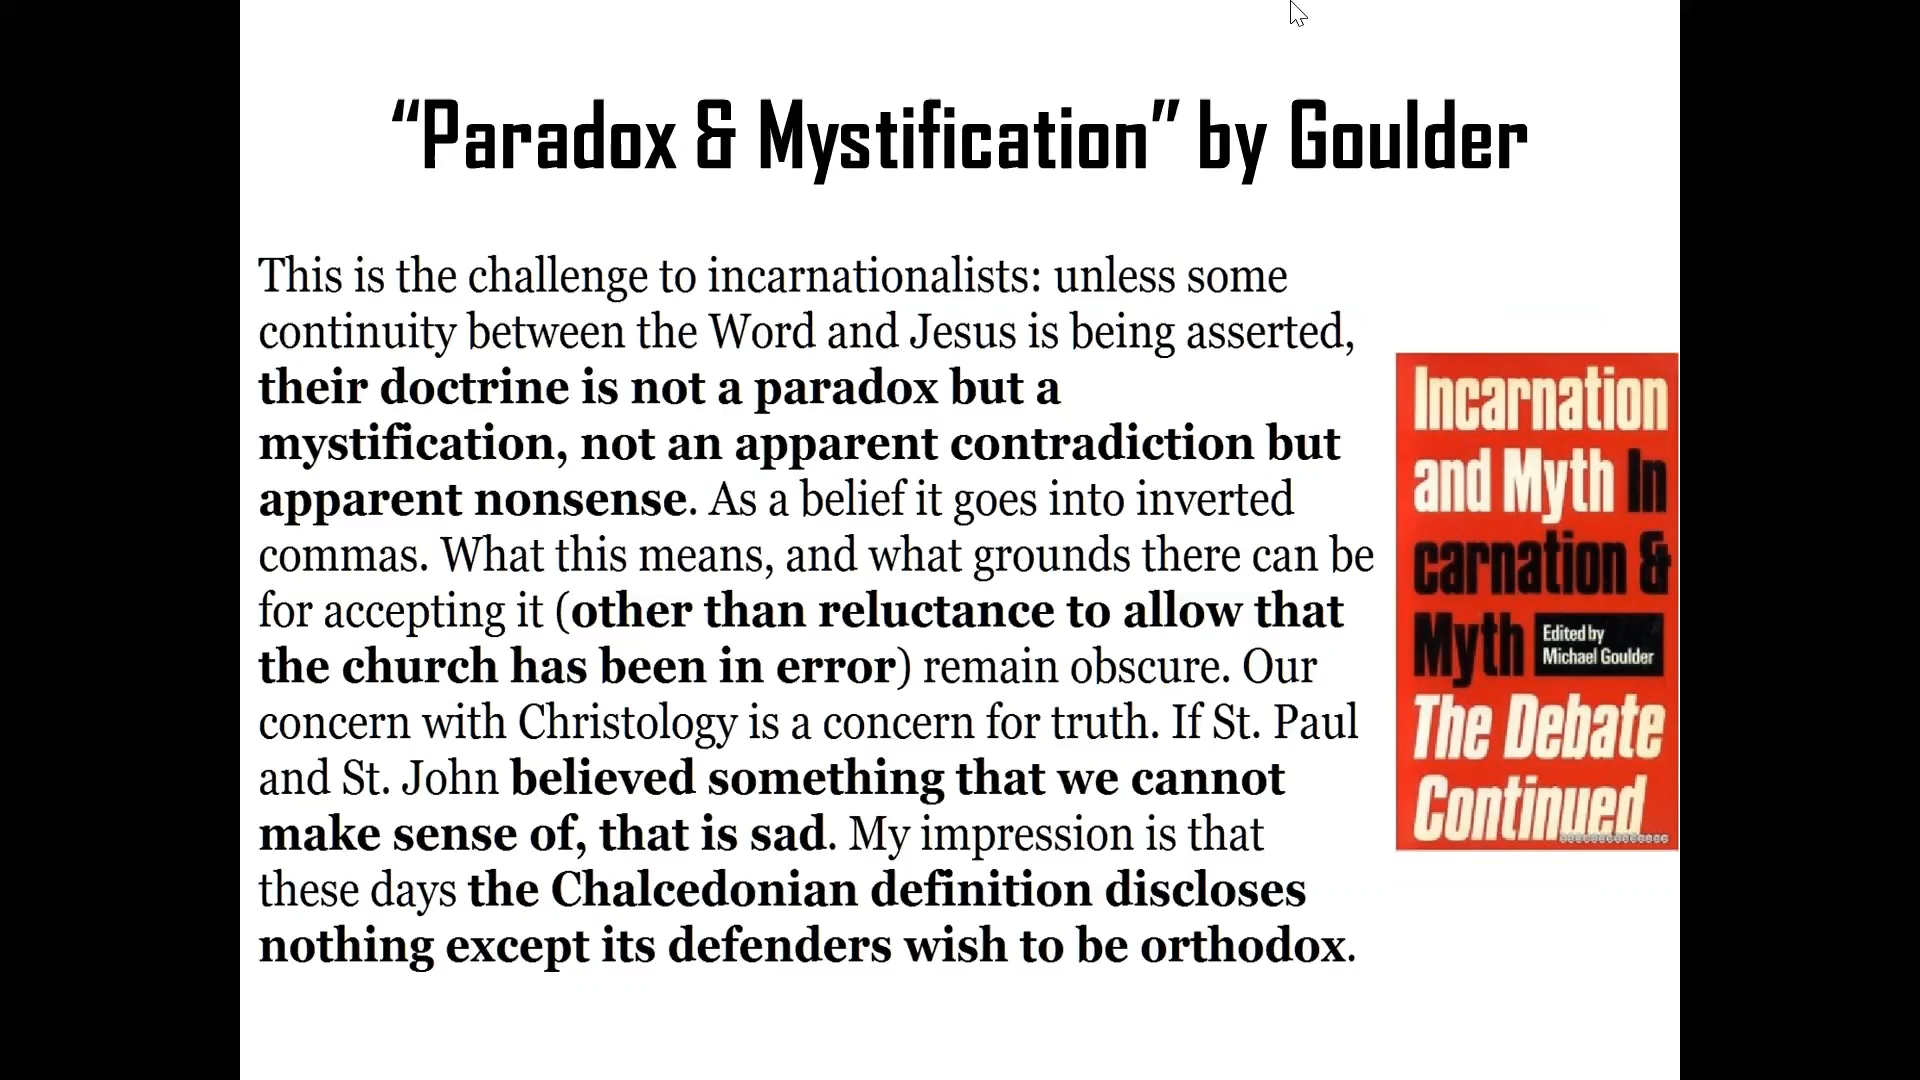 “Paradox & Mystification” by Goulder
This is the challenge to incarnationalists: unless some
continuity between the Word and Jesus is being asserted,
their doctrine is not a paradox but a
mystification, not an apparent contradiction but
apparent nonsense. As a belief it goes into inverted
commas. What this means, and what grounds there can be
for accepting it (other than reluctance to allow that
the church has been in error) remain obscure. Our
concern with Christology is a concern for truth. If St. Paul
and St. John believed something that we cannot
make sense of, that is sad. My impression is that
these days the Chalcedonian definition discloses
nothing except its defenders wish to be orthodox.
Incarnation
and Myth In
carnation &
Myth
Edited by
Michael Goulder
The Debate
Continued